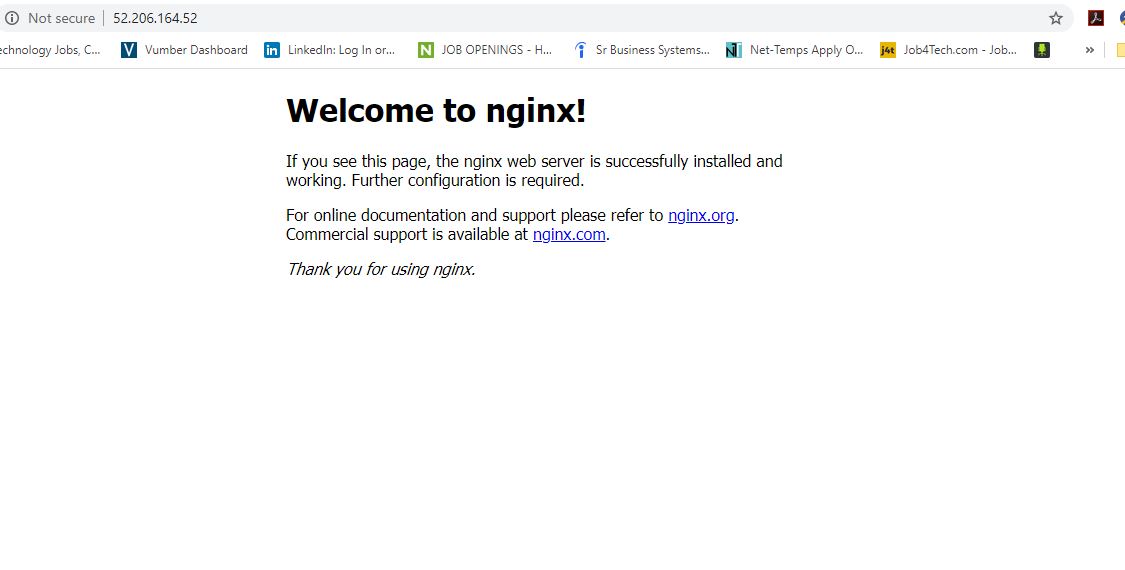 Not secure 52.206.164.52
echnology Jobs, C... V Vumber Dashboard in LinkedIn: Log In or... N JOB OPENINGS - H... Sr Business Systems... N Net-Temps Apply O... j4t Job4Tech.com - Job... »
Welcome to nginx!
If you see this page, the nginx web server is successfully installed and
working. Further configuration is required.
For online documentation and support please refer to nginx.org.
Commercial support is available at nginx.com.
Thank you for using nginx.